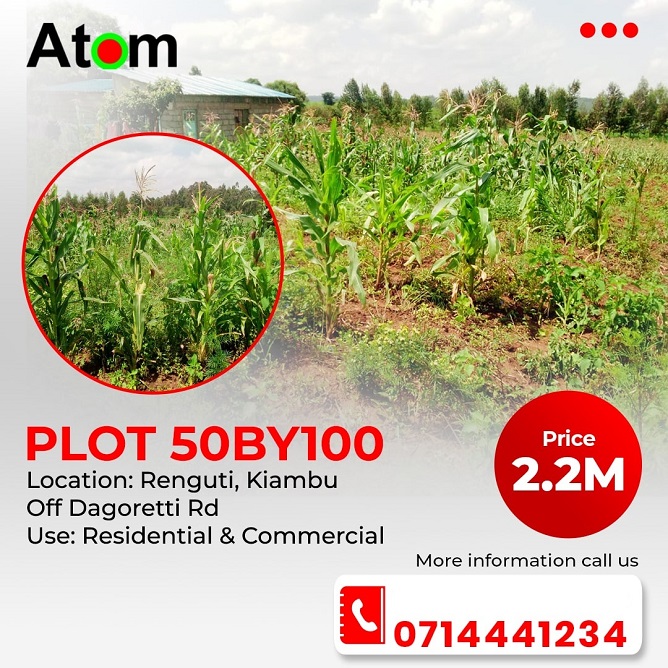 Atom
PLOT 50BY100
Location: Renguti, Kiambu
Off Dagoretti Rd
Use: Residential & Commercial
Price
2.2M
More information call us
0714441234